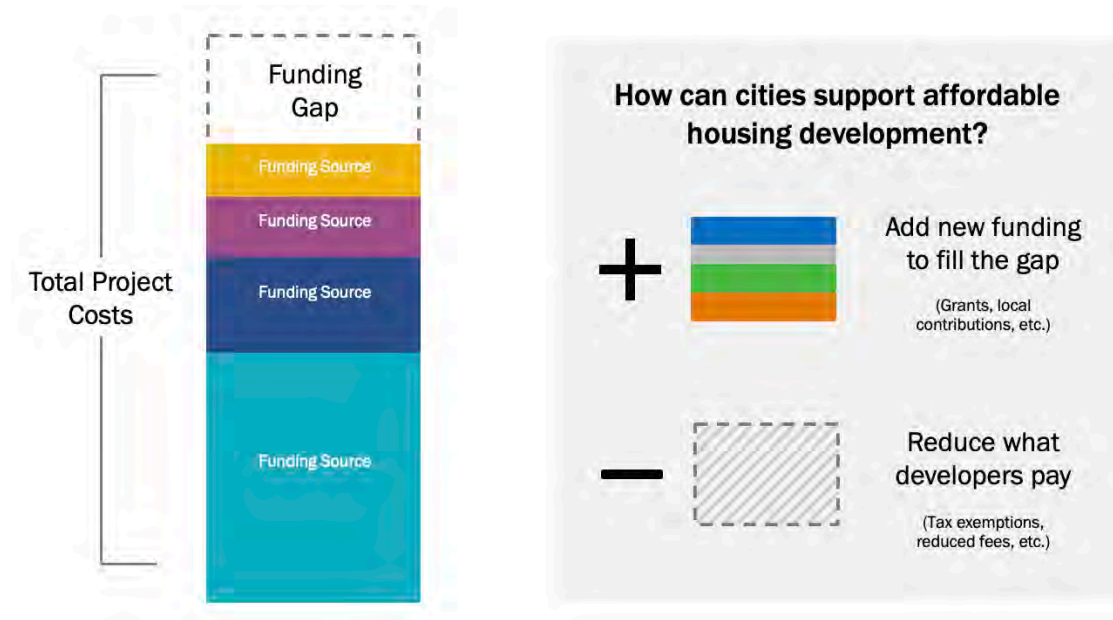 Funding
Gap
Funding Source
Funding Source
Funding Source
Funding Source
Total Project
Costs
How can cities support affordable
housing development?
Add new funding
to fill the gap
(Grants, local
contributions, etc.)
Reduce what
developers pay
(Tax exemptions,
reduced fees, etc.)